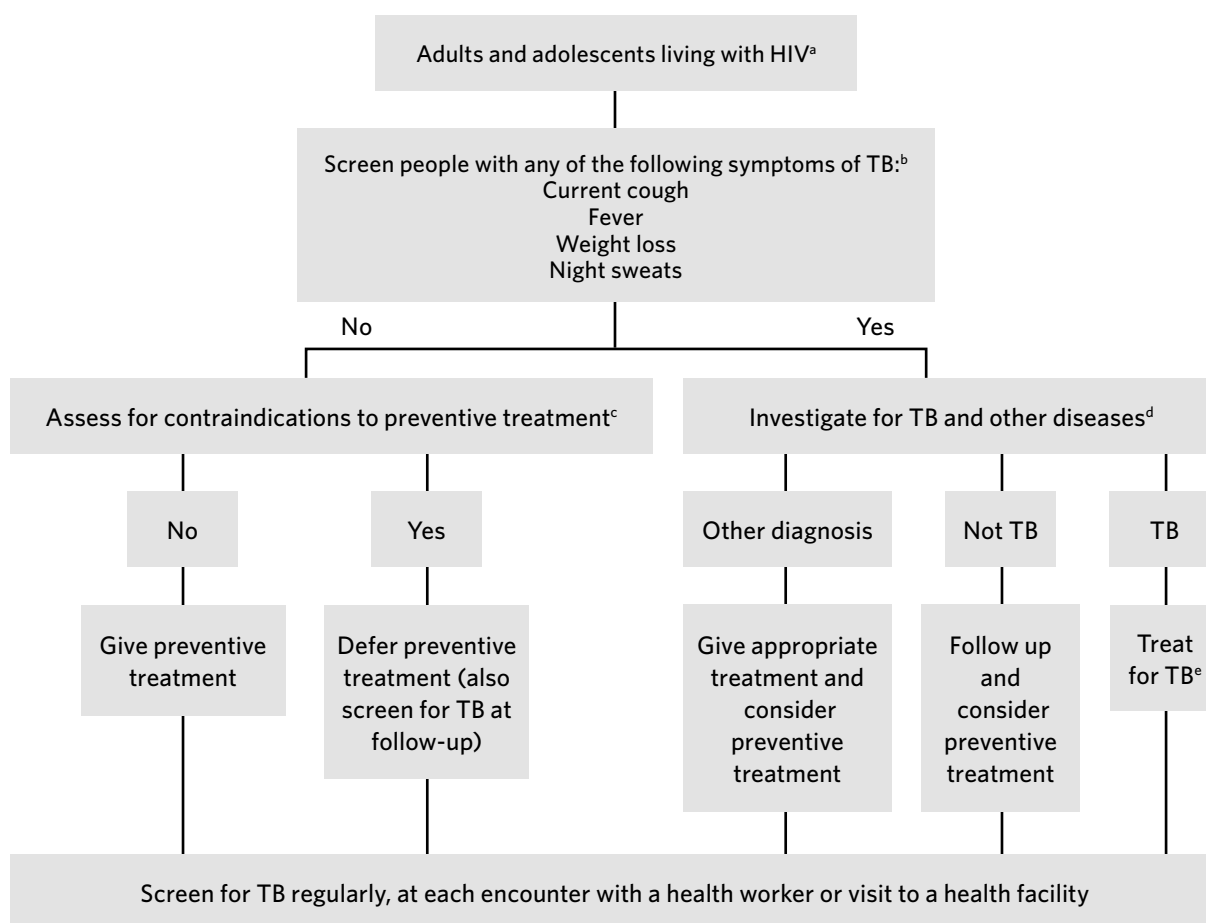 Adults and adolescents living with HIVᵃ
Screen people with any of the following symptoms of TB:ᵇ
Current cough
Fever
Weight loss
Night sweats
No
Yes
Assess for contraindications to preventive treatmentᶜ
Investigate for TB and other diseasesᵈ
No
Yes
Other diagnosis
Not TB
TB
Give preventive
treatment
Defer preventive
treatment (also
screen for TB at
follow-up)
Give appropriate
treatment and
consider
preventive
treatment
Follow up
and
consider
preventive
treatment
Treat
for TBᵉ
Screen for TB regularly, at each encounter with a health worker or visit to a health facility